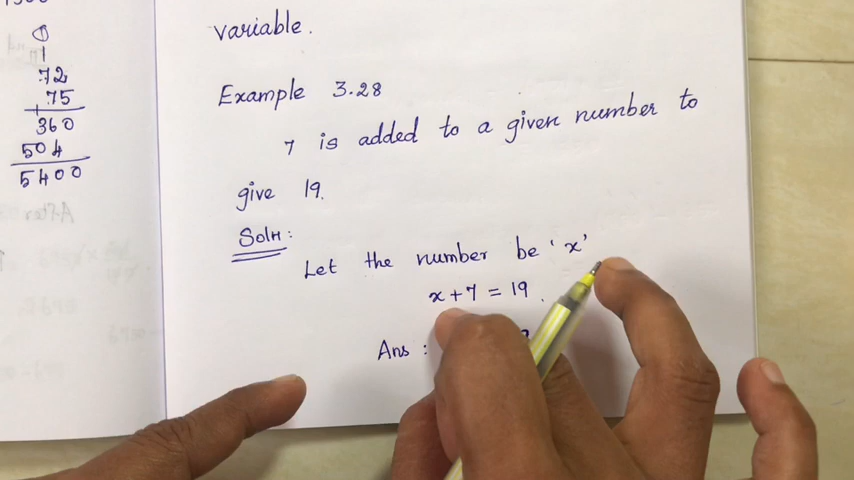 72
75
360
504
5400
variable.
Example 3.28
7 is added to a given number to
give 19.
Soln:
Let the number be 'x'
x + 7 = 19.
Ans: